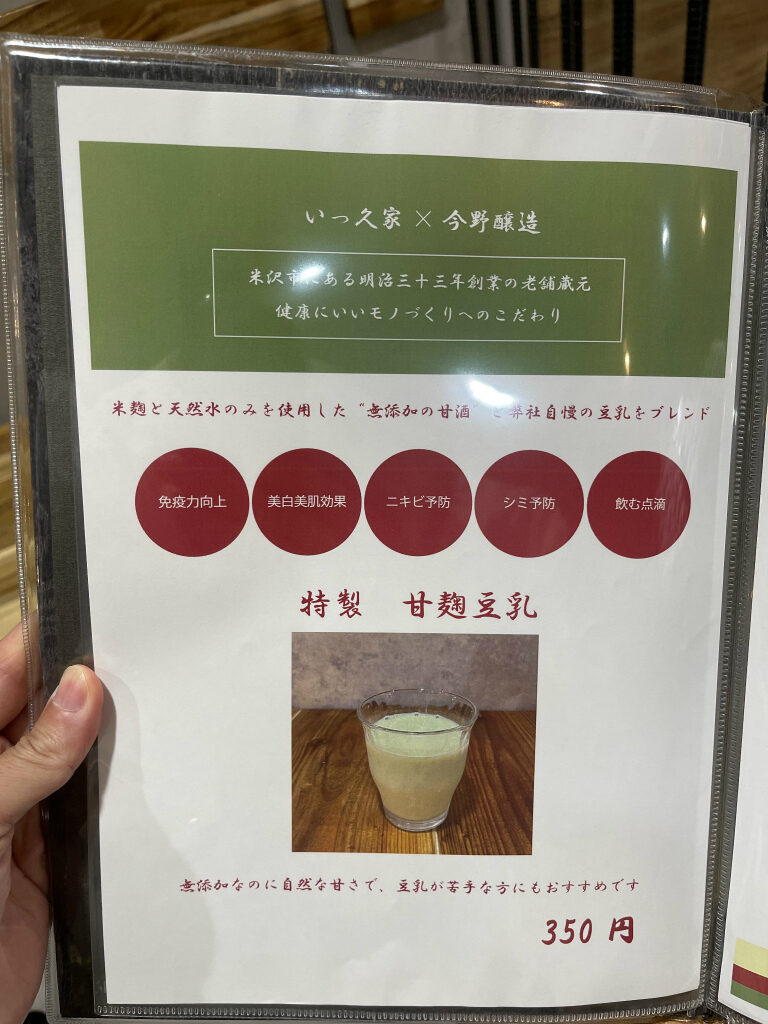 いっ久家 × 今野醸造
米沢市にある明治三十三年創業の老舗蔵元
健康にいいモノづくりへのこだわり
米麹と天然水のみを使用した“無添加の甘酒”と弊社自慢の豆乳をブレンド
免疫力向上
美白美肌効果
ニキビ予防
シミ予防
飲む点滴
特製 甘麹豆乳
無添加なのに自然な甘さで、豆乳が苦手な方にもおすすめです
350 円